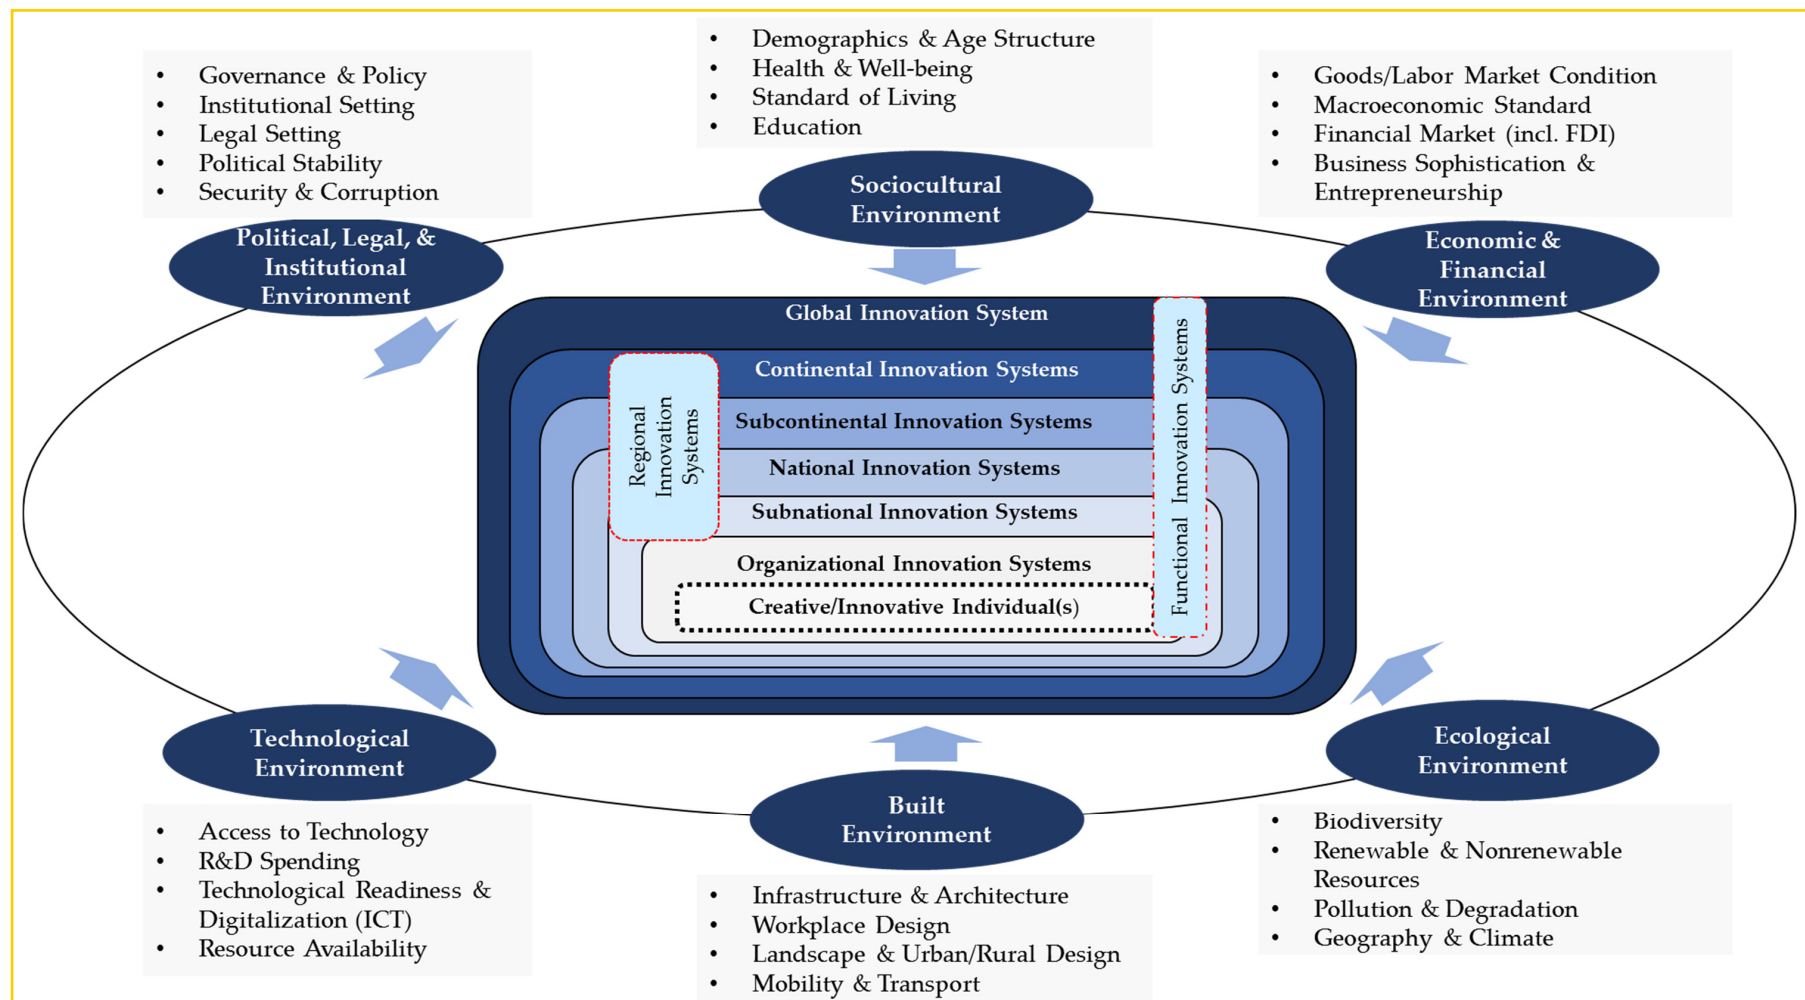 • Governance & Policy
• Institutional Setting
• Legal Setting
• Political Stability
• Security & Corruption
Political, Legal, &
Institutional
Environment
• Demographics & Age Structure
• Health & Well-being
• Standard of Living
• Education
Sociocultural
Environment
• Goods/Labor Market Condition
• Macroeconomic Standard
• Financial Market (incl. FDI)
• Business Sophistication &
Entrepreneurship
Economic &
Financial
Environment
Global Innovation System
Continental Innovation Systems
Subcontinental Innovation Systems
National Innovation Systems
Subnational Innovation Systems
Organizational Innovation Systems
Creative/Innovative Individual(s)
Regional
Innovation
Systems
Functional Innovation Systems
Technological
Environment
• Access to Technology
• R&D Spending
• Technological Readiness &
Digitalization (ICT)
• Resource Availability
Built
Environment
• Infrastructure & Architecture
• Workplace Design
• Landscape & Urban/Rural Design
• Mobility & Transport
Ecological
Environment
• Biodiversity
• Renewable & Nonrenewable
Resources
• Pollution & Degradation
• Geography & Climate